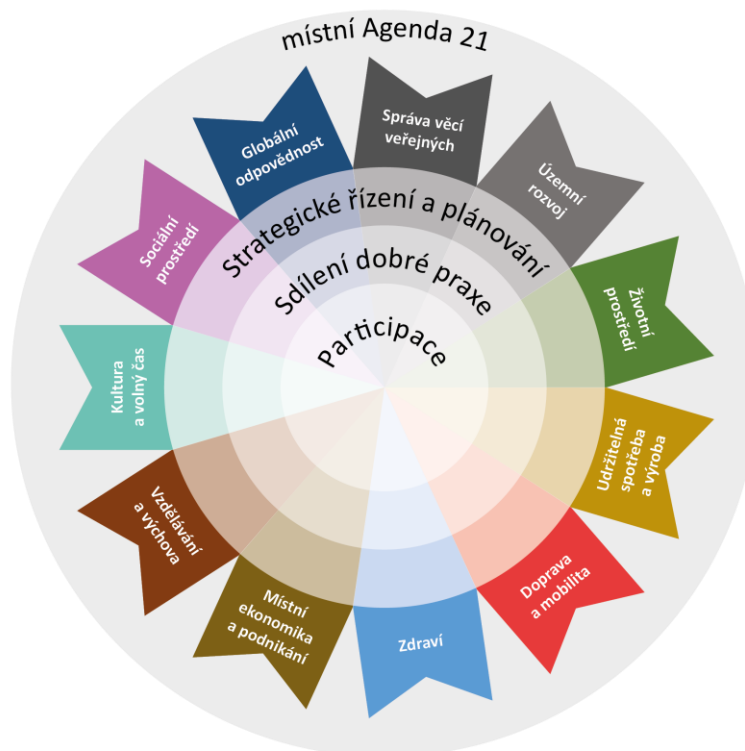 místní Agenda 21
Správa věcí
veřejných
Územní
rozvoj
Životní
prostředí
Udržitelná
spotřeba
a výroba
Doprava
a mobilita
Zdraví
Místní
ekonomika
a podnikání
Vzdělávání
a výchova
Kultura
a volný čas
Sociální
prostředí
Globální
odpovědnost
Strategické řízení a plánování
Sdílení dobré praxe
Participace